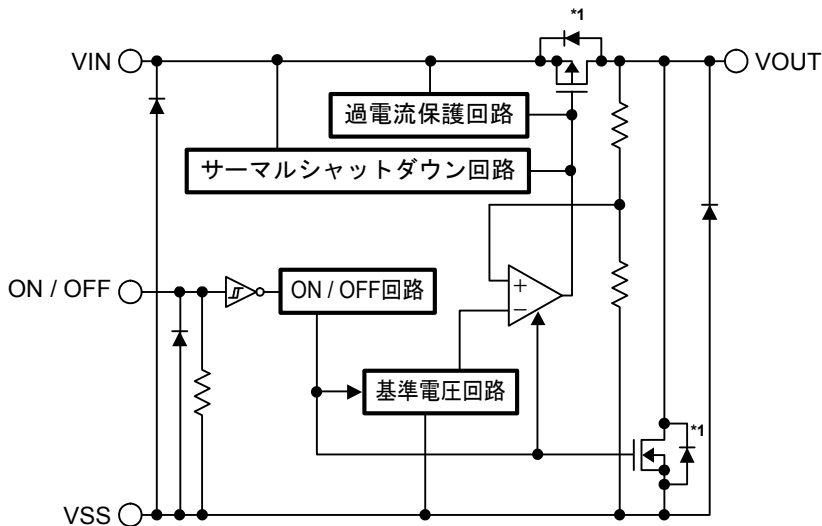 *1
VIN
VOUT
過電流保護回路
サーマルシャットダウン回路
+
−
ON / OFF
ON / OFF回路
基準電圧回路
*1
VSS